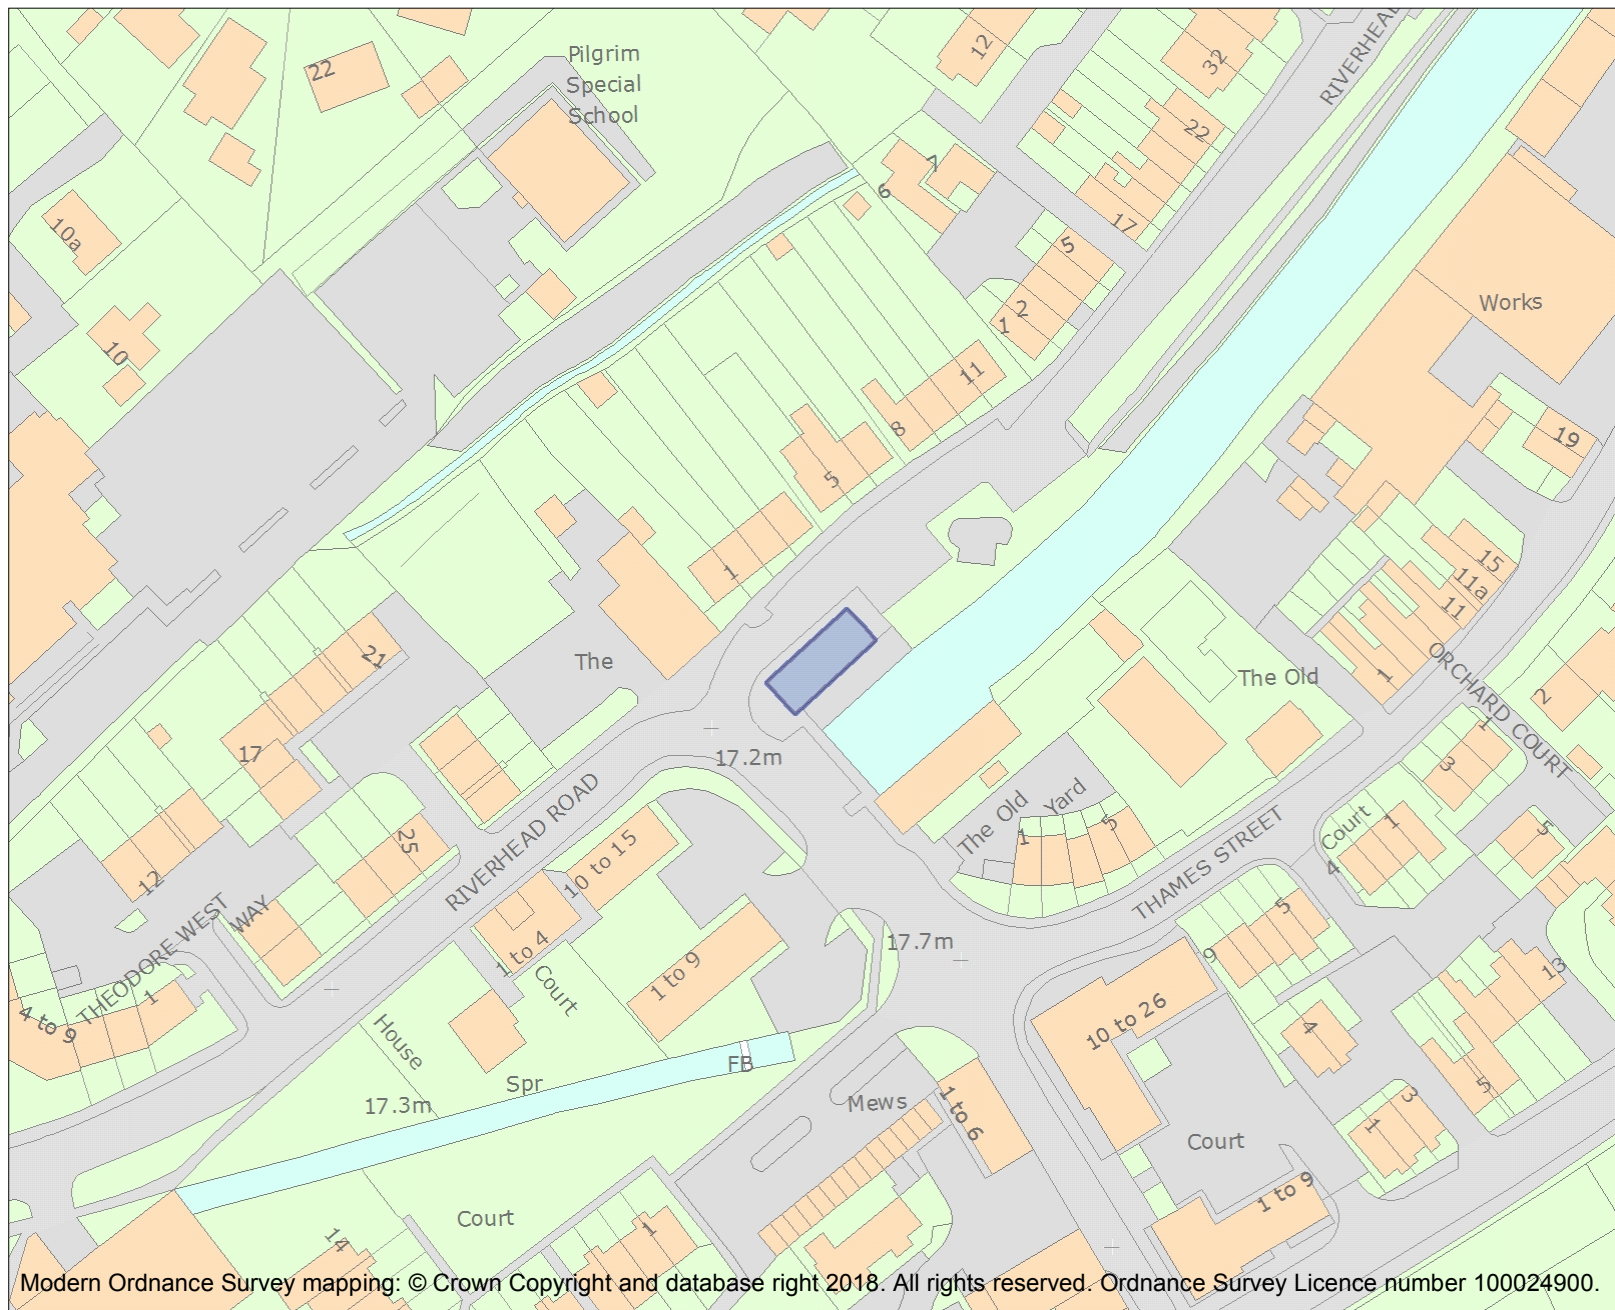 Pilgrim
Special
School
22
12
32
RIVERHEAD
22
7
6
17
10a
5
2
1
Works
10
11
8
5
19
1
15
11a
11
The
21
The Old
1
ORCHARD COURT
2
17
17.2m
1
3
RIVERHEAD ROAD
The Old
Yard
1
5
25
10 to 15
THAMES STREET
Court
4
1
5
12
THEODORE WEST
WAY
1 to 4
1 to 9
17.7m
5
9
13
1
4 to 9
Court
House
10 to 26
4
5
Spr
FB
17.3m
Mews
1 to 6
Court
3
1
1 to 9
Court
1
14
Modern Ordnance Survey mapping: © Crown Copyright and database right 2018. All rights reserved. Ordnance Survey Licence number 100024900.